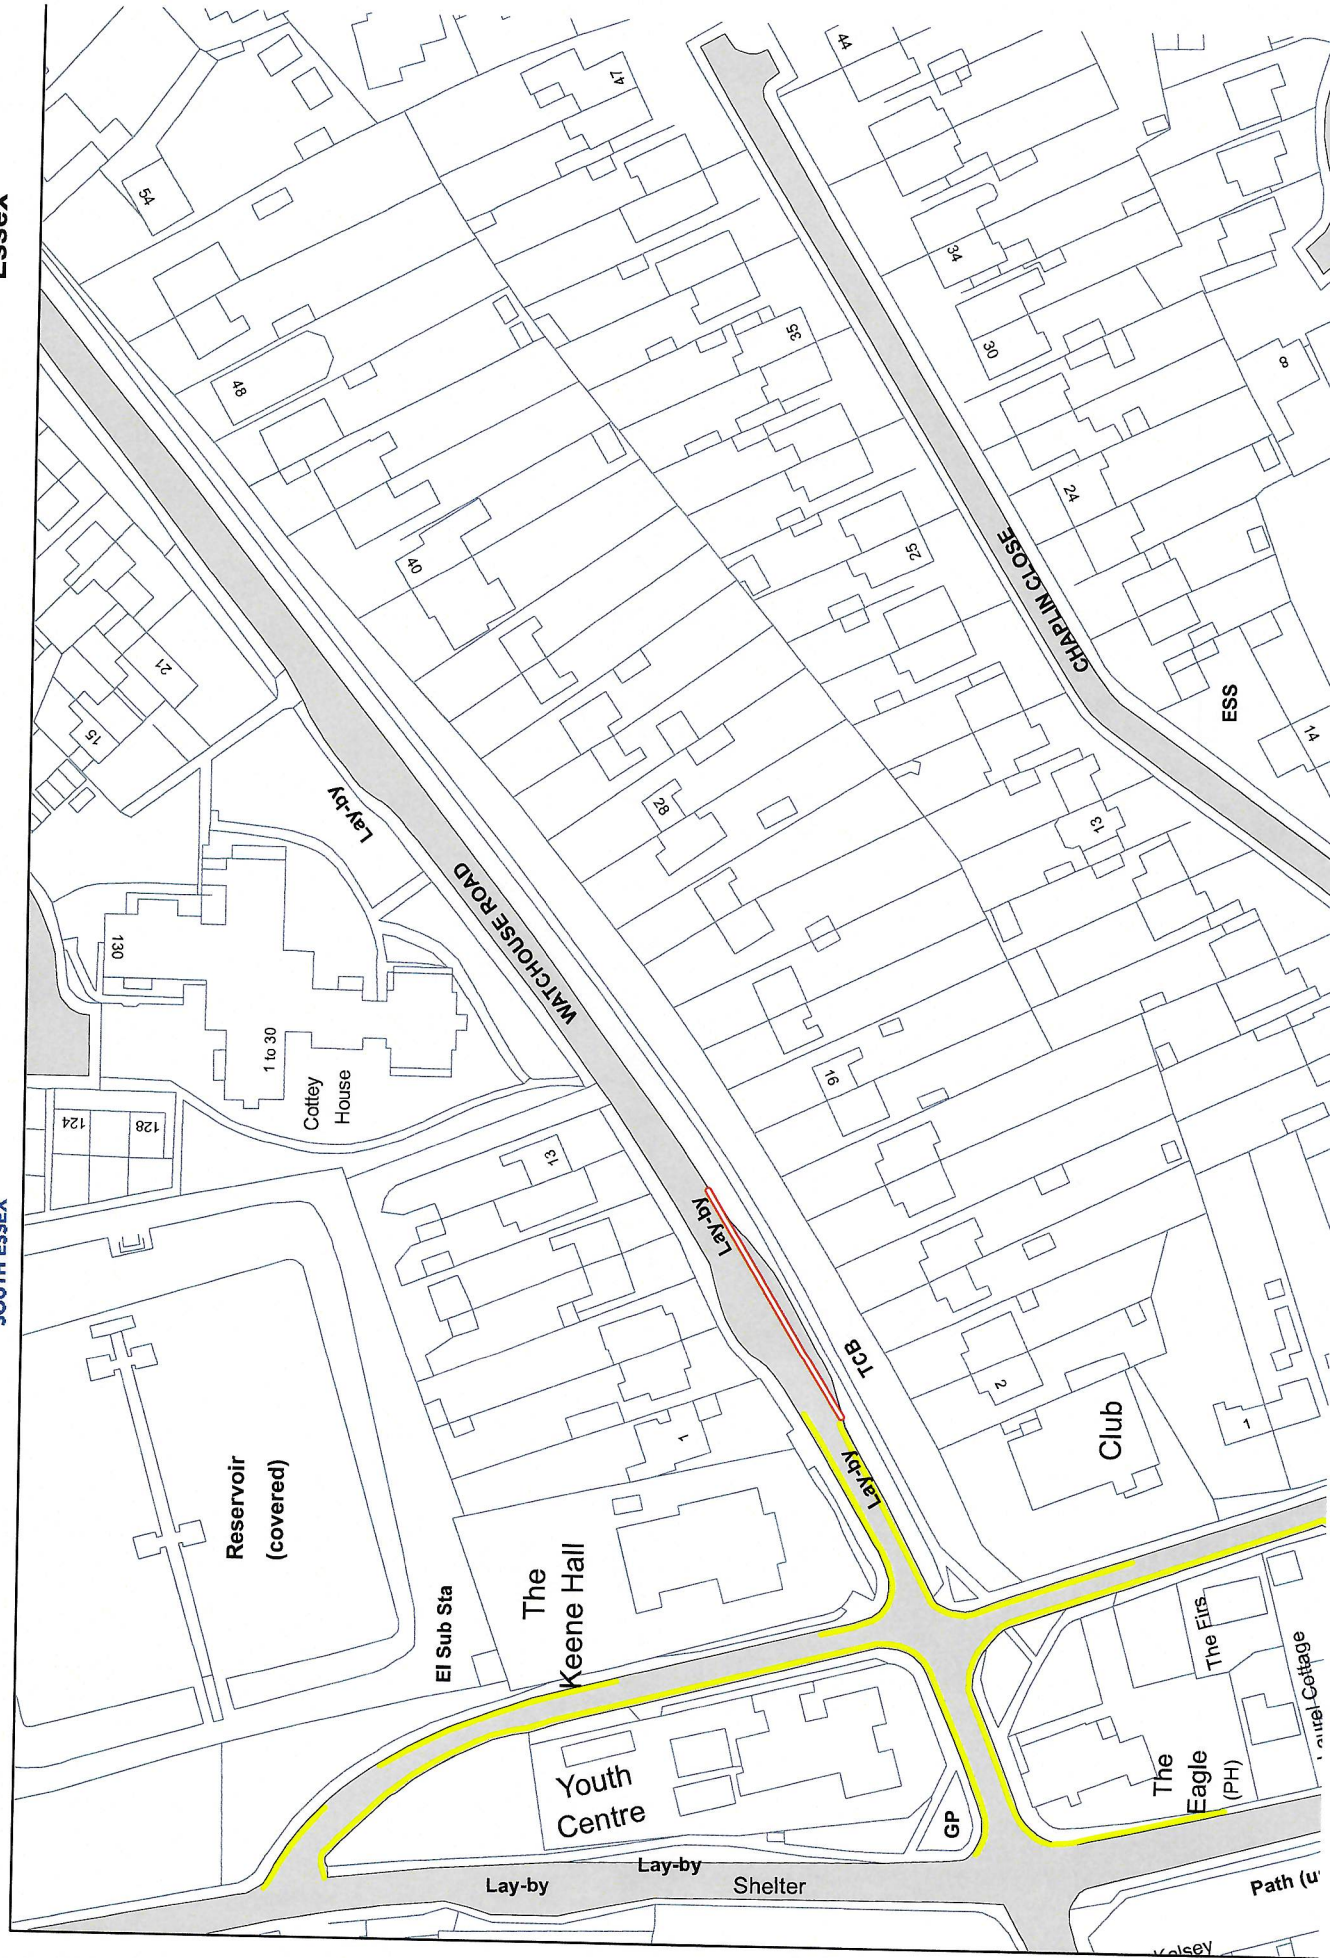 Essex
SOUTH ESSEX
54
47
44
48
35
34
30
8
40
25
24
CHAPLIN CLOSE
21
15
ESS
14
Lay-by
28
13
WATCHOUSE ROAD
130
1 to 30
Cottey
House
124
128
16
13
Lay-by
TCB
2
Club
1
1
Lay-by
Reservoir
(covered)
El Sub Sta
The
Keene Hall
The Firs
Laurel Cottage
Youth
Centre
The
Eagle
(PH)
GP
Lay-by
Lay-by
Shelter
Path (u
Kelsey